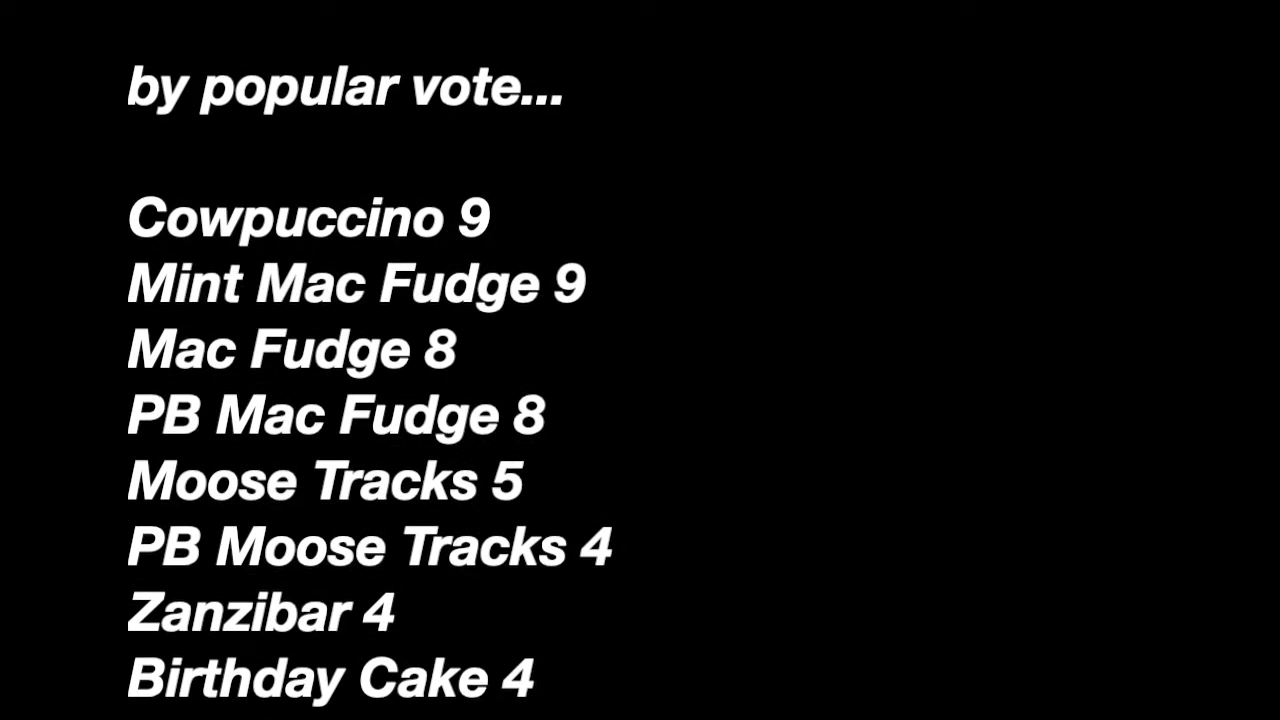 by popular vote...
Cowpuccino 9
Mint Mac Fudge 9
Mac Fudge 8
PB Mac Fudge 8
Moose Tracks 5
PB Moose Tracks 4
Zanzibar 4
Birthday Cake 4